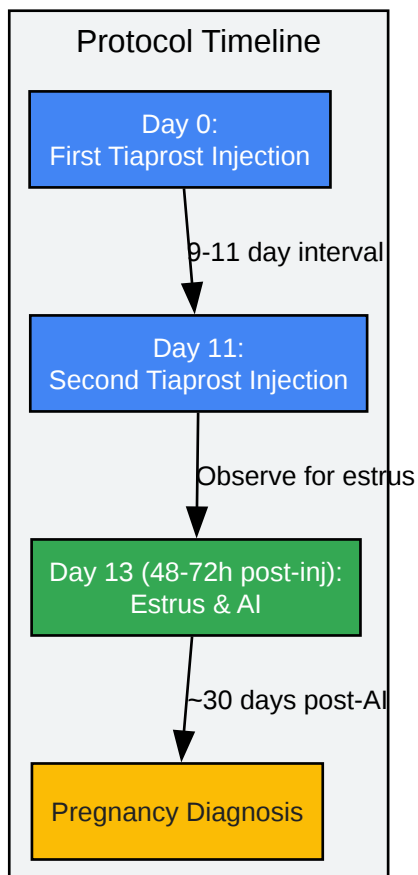 Protocol Timeline
Day 0:
First Tiaprost Injection
9-11 day interval
Day 11:
Second Tiaprost Injection
Observe for estrus
Day 13 (48-72h post-inj):
Estrus & AI
~30 days post-AI
Pregnancy Diagnosis